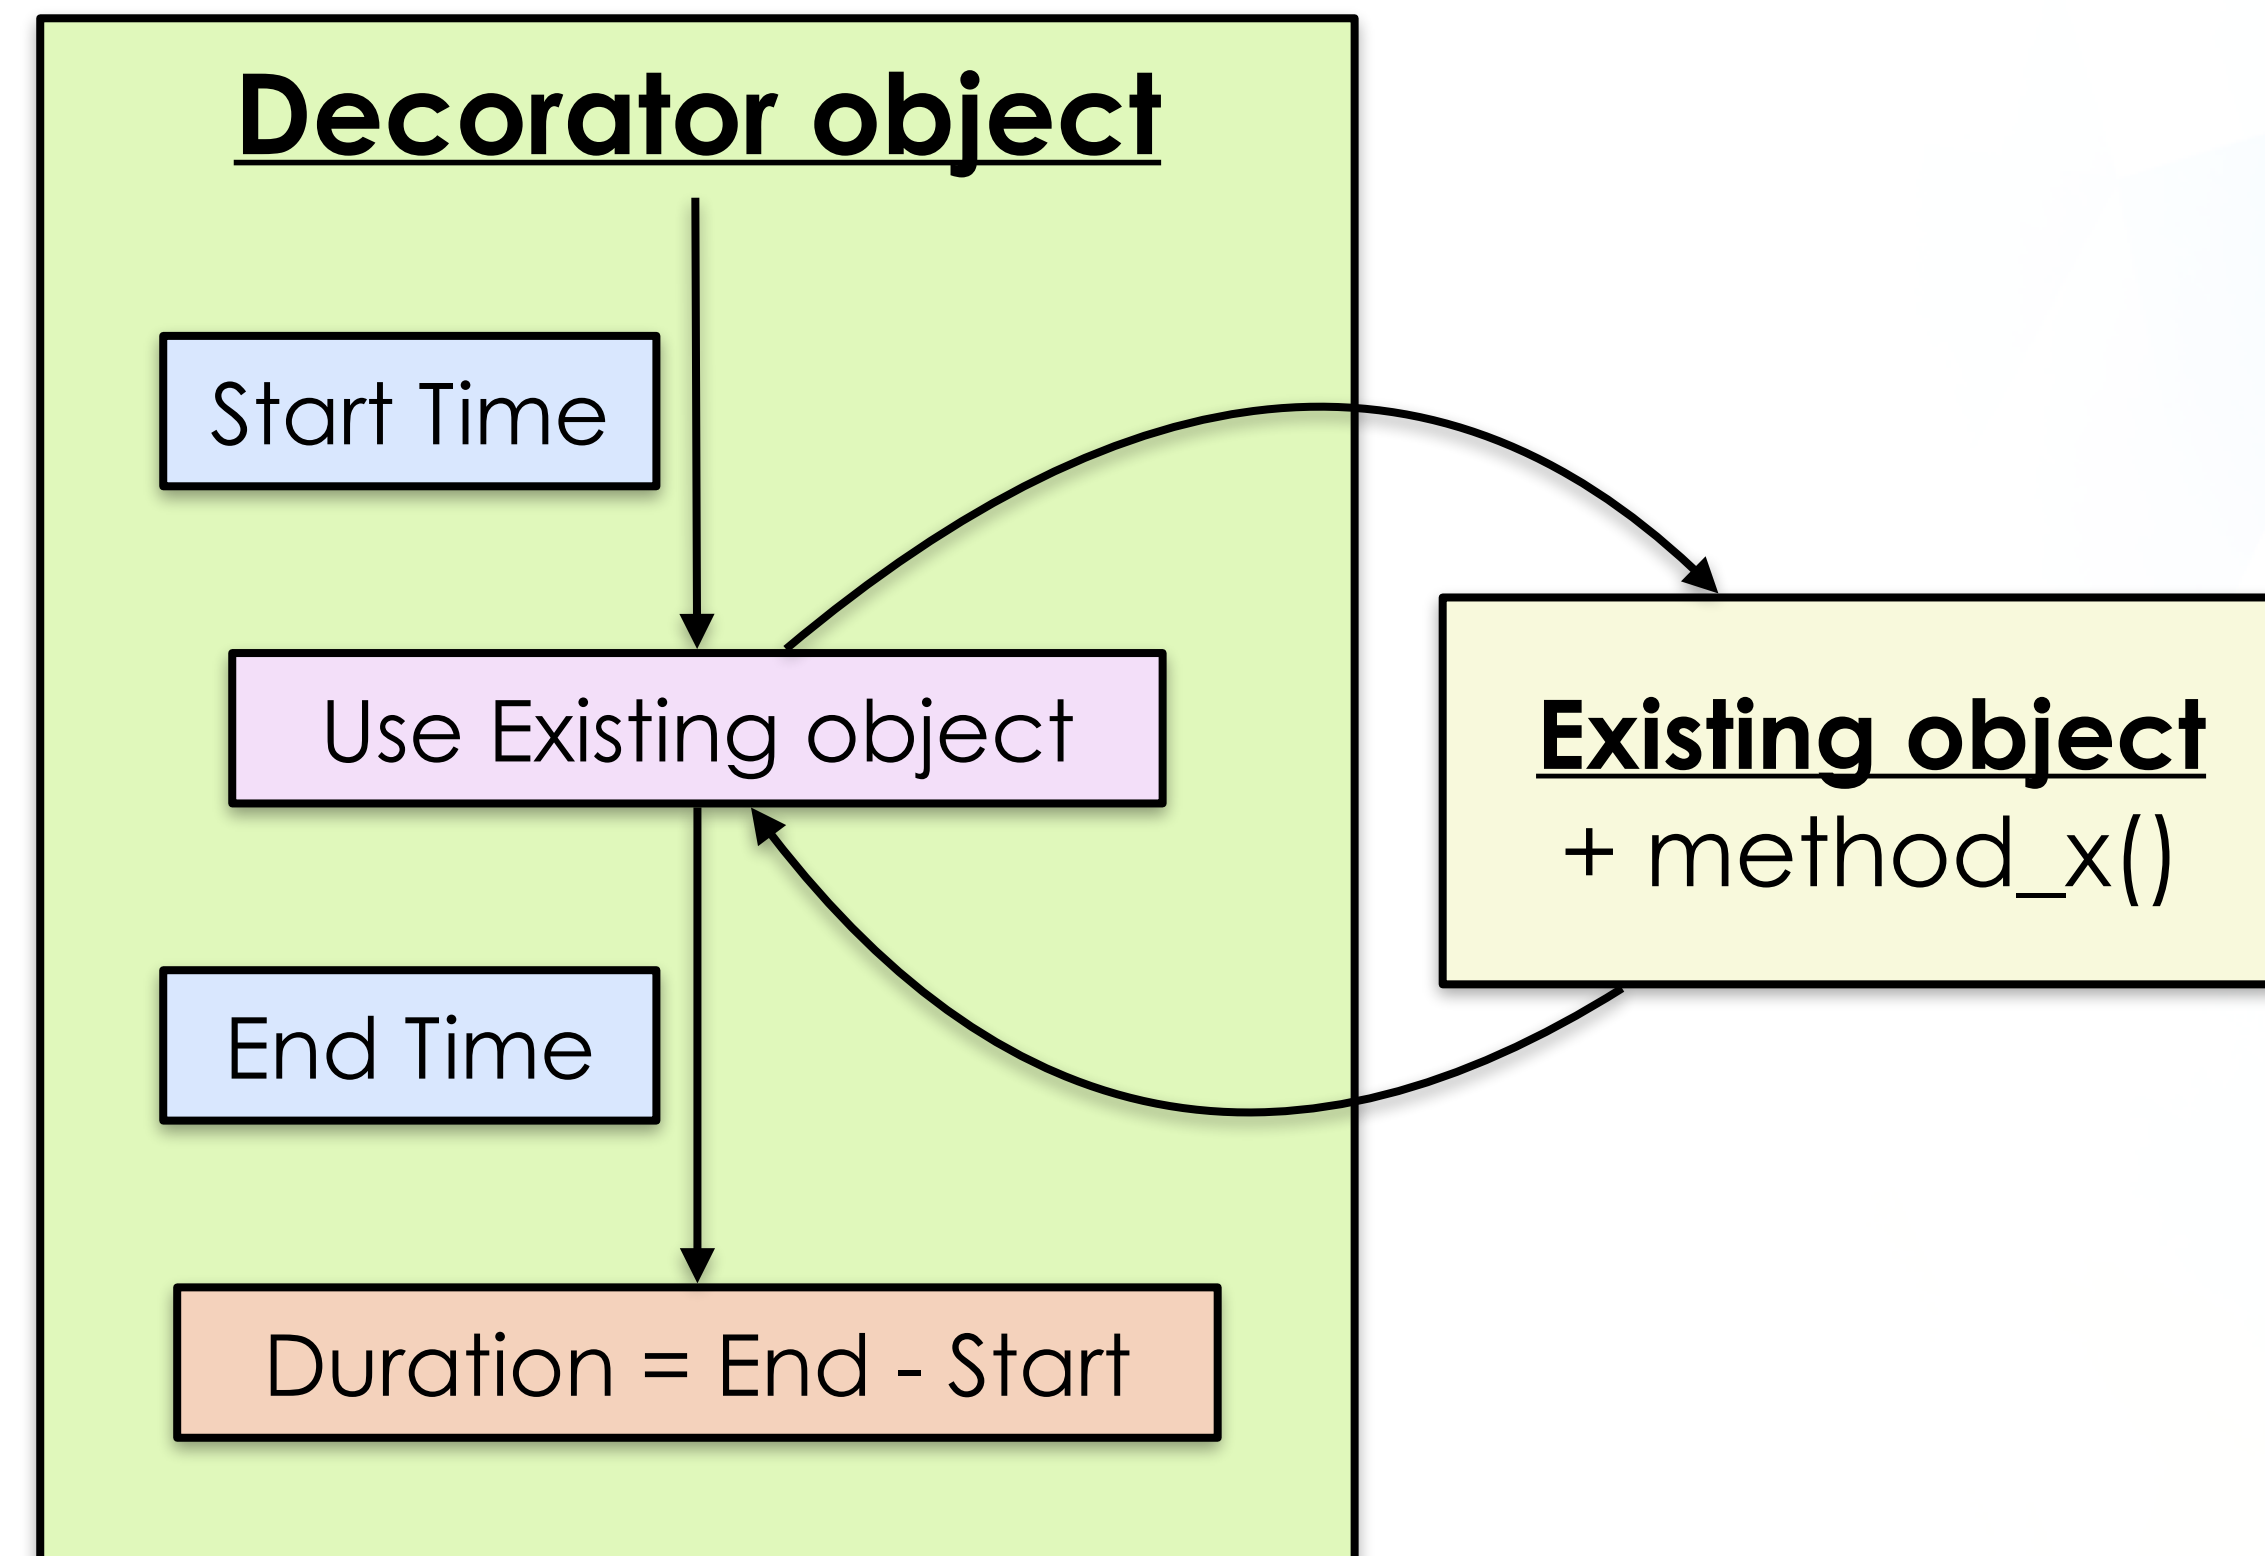 Decorator object
Start Time
Use Existing object
Existing object
+ method_x()
End Time
Duration = End - Start